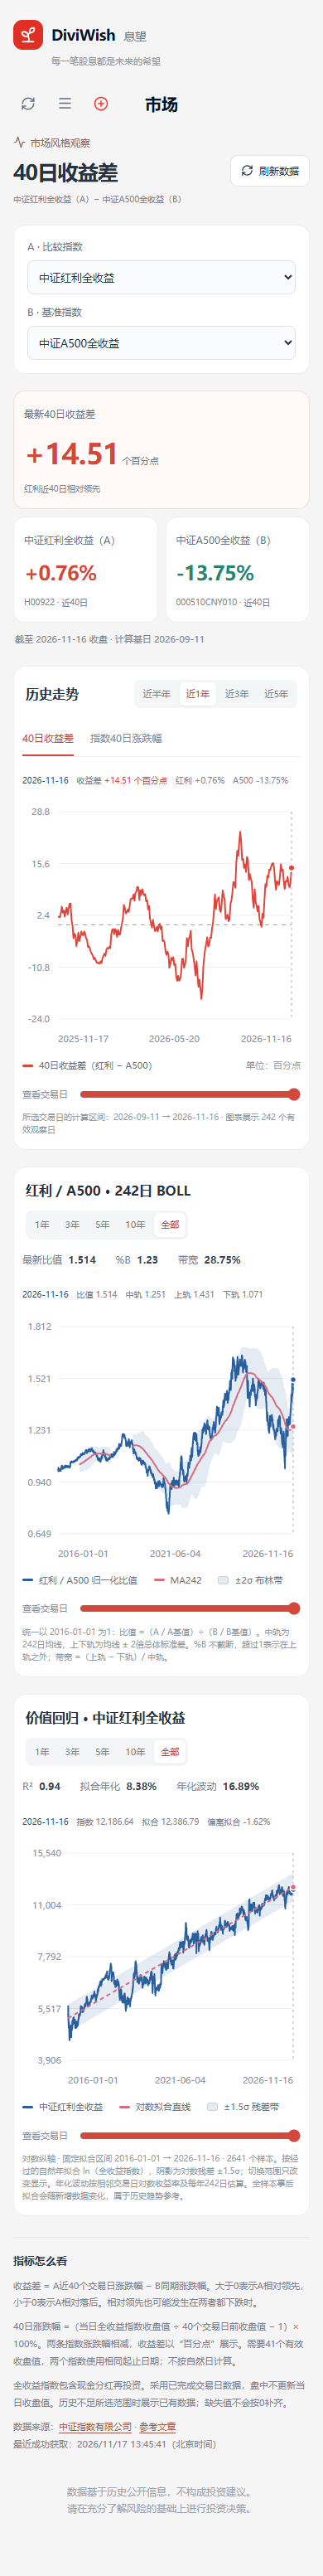 DiviWish 息望
每一笔股息都是未来的希望
市场
市场风格观察
40日收益差
刷新数据
中证红利全收益（A）− 中证A500全收益（B）
A · 比较指数
中证红利全收益
B · 基准指数
中证A500全收益
最新40日收益差
+14.51 个百分点
红利近40日相对领先
中证红利全收益（A）
+0.76%
H00922 · 近40日
中证A500全收益（B）
-13.75%
000510CNY010 · 近40日
截至 2026-11-16 收盘 · 计算基日 2026-09-11
历史走势
近半年 近1年 近3年 近5年
40日收益差 指数40日涨跌幅
2026-11-16 收益差 +14.51 个百分点 红利 +0.76% A500 -13.75%
28.8
15.6
2.4
-10.8
-24.0
2025-11-17 2026-05-20 2026-11-16
40日收益差（红利 − A500） 单位：百分点
查看交易日
所选交易日的计算区间：2026-09-11 → 2026-11-16 · 图表展示 242 个有
效观察日
红利 / A500 • 242日 BOLL
1年 3年 5年 10年 全部
最新比值 1.514 %B 1.23 带宽 28.75%
2026-11-16 比值 1.514 中轨 1.251 上轨 1.431 下轨 1.071
1.812
1.521
1.231
0.940
0.649
2016-01-01 2021-06-04 2026-11-16
红利 / A500 归一化比值 MA242 ±2σ 布林带
查看交易日
统一以 2016-01-01 为1：比值 =（A / A基值）÷（B / B基值）。中轨为
242日均线，上下轨为均线 ± 2倍总体标准差。%B 不截断，超过1表示在上
轨之外；带宽 =（上轨 − 下轨）/ 中轨。
价值回归 • 中证红利全收益
1年 3年 5年 10年 全部
R² 0.94 拟合年化 8.38% 年化波动 16.89%
2026-11-16 指数 12,186.64 拟合 12,386.79 偏离拟合 -1.62%
15,540
11,004
7,792
5,517
3,906
2016-01-01 2021-06-04 2026-11-16
中证红利全收益 对数拟合直线 ±1.5σ 残差带
查看交易日
对数纵轴 · 固定拟合区间 2016-01-01 → 2026-11-16 · 2641 个样本。按经
过的自然年拟合 ln（全收益指数），阴影为对数残差 ±1.5σ；切换范围只改
变显示。年化波动按相邻交易日对数收益率及每年242日估算。全样本事后
拟合会随新增数据变化，属于历史趋势参考。
指标怎么看
收益差 = A近40个交易日涨跌幅 − B同期涨跌幅。大于0表示A相对领先，
小于0表示A相对落后。相对领先也可能发生在两者都下跌时。
40日涨跌幅 =（当日全收益指数收盘值 ÷ 40个交易日前收盘值 − 1）×
100%。两条指数涨跌幅相减，收益差以“百分点”展示。需要41个有效
收盘值，两个指数使用相同起止日期；不按自然日计算。
全收益指数包含现金分红再投资。采用已完成交易日数据，盘中不更新当
日收盘值。历史不足所选范围时展示已有数据；缺失值不会按0补齐。
数据来源：中证指数有限公司 · 参考文章
最近成功获取：2026/11/17 13:45:41（北京时间）
数据基于历史公开信息，不构成投资建议。
请在充分了解风险的基础上进行投资决策。